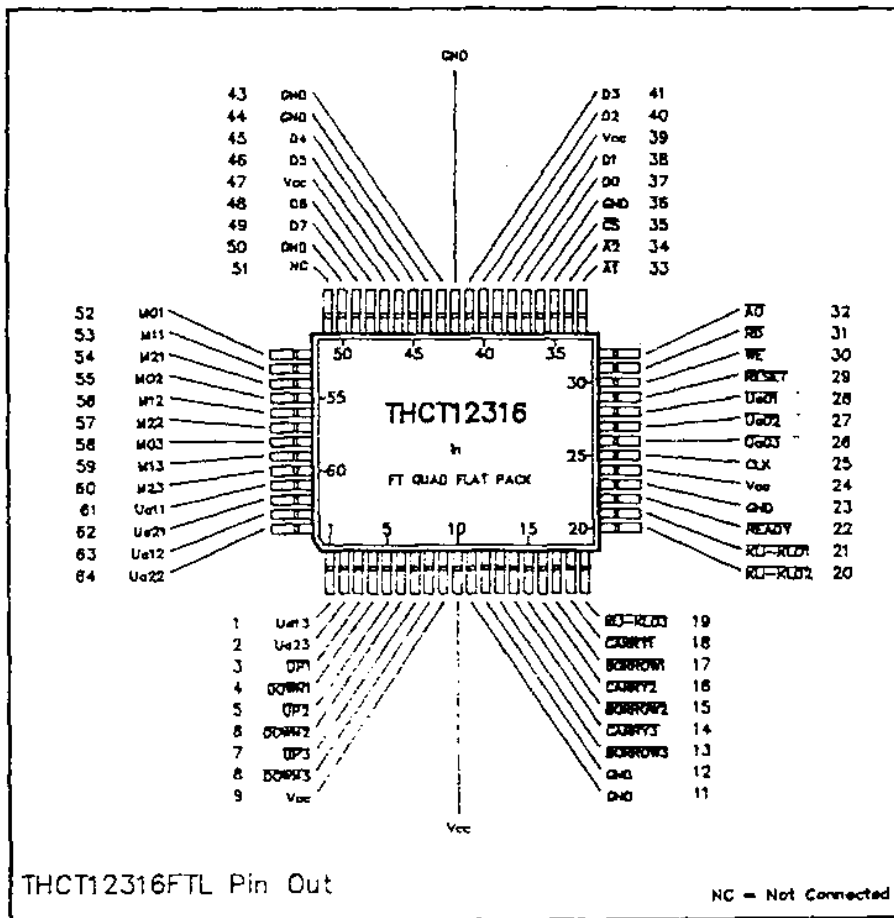 GND
43 GND
44 GND
45 D4
46 D5
47 Vcc
48 D6
49 D7
50 GND
51 NC
D3 41
D2 40
Vcc 39
D1 38
D0 37
GND 36
CS 35
A2 34
A1 33
52 M01
53 M11
54 M21
55 M02
56 M12
57 M22
58 M03
59 M13
60 M23
61 Ua11
62 Ua21
63 Ua12
64 Ua22
A0 32
RD 31
WE 30
RESET 29
Ua01 28
Ua02 27
Ua03 26
CLK 25
Vcc 24
GND 23
READY 22
21
20
50 45 40 35
30
55
THCT12316
in
25
60
FT QUAD FLAT PACK
1 5 10 15 20
1 Ua13
2 Ua23
3 UP1
4 DOWN1
5 UP2
6 DOWN2
7 UP3
8 DOWN3
9 Vcc
19
CARRY1 18
BORROW1 17
CARRY2 16
BORROW2 15
CARRY3 14
BORROW3 13
GND 12
GND 11
Vcc
THCT12316FTL Pin Out
NC = Not Connected